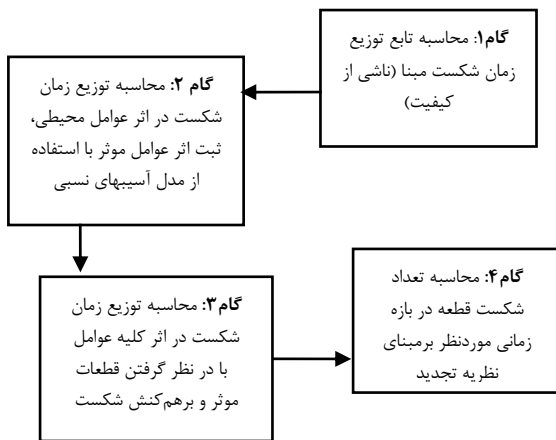 گام۱: محاسبه تابع توزیع
زمان شکست مبنا (ناشی از
کیفیت)
گام ۲: محاسبه توزیع زمان
شکست در اثر عوامل محیطی،
ثبت اثر عوامل موثر با استفاده
از مدل آسیبهای نسبی
گام۳: محاسبه توزیع زمان
شکست در اثر کلیه عوامل
با در نظر گرفتن قطعات
موثر و برهم‌کنش شکست
گام۴: محاسبه تعداد
شکست قطعه در بازه
زمانی موردنظر برمبنای
نظریه تجدید